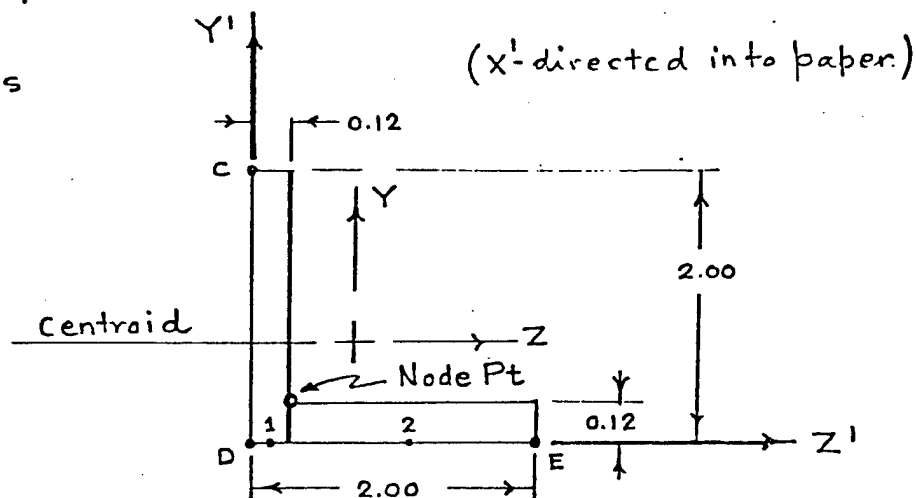 Y'
(x'-directed into paper.)
s
0.12
C
Y
2.00
Centroid
Z
Node Pt
1
2
0.12
D
E
Z'
2.00